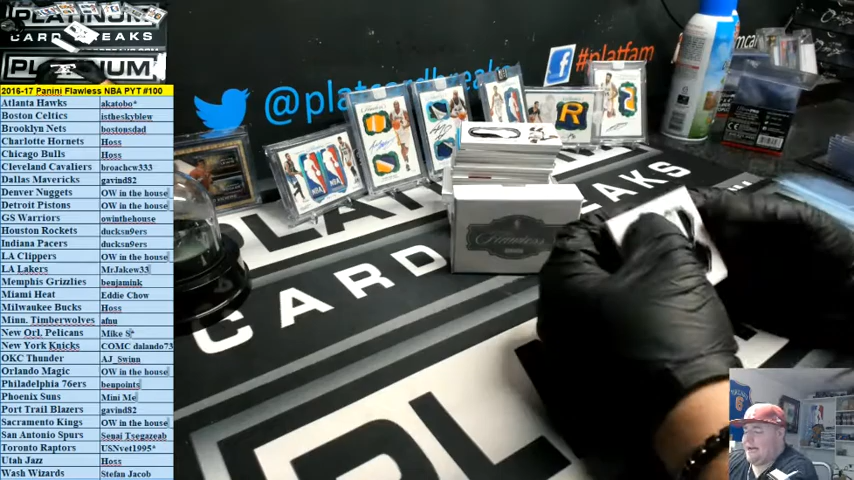 PLATINUM
CARD BREAKS
PLATINUM
2016-17 Panini Flawless NBA PYT #100
Atlanta Hawks akatobo*
Boston Celtics istheskyblew
Brooklyn Nets bostonsdad
Charlotte Hornets Hoss
Chicago Bulls Hoss
Cleveland Cavaliers broachcw333
Dallas Mavericks gavind82
Denver Nuggets OW in the house
Detroit Pistons OW in the house
GS Warriors owinthehouse
Houston Rockets ducksn9ers
Indiana Pacers ducksn9ers
LA Clippers OW in the house
LA Lakers MrJakew33
Memphis Grizzlies benjamink
Miami Heat Eddie Chow
Milwaukee Bucks Hoss
Minn. Timberwolves afnu
New Orl. Pelicans Mike S*
New York Knicks COMC dalando73
OKC Thunder AJ_Swinn
Orlando Magic OW in the house
Philadelphia 76ers benpoints
Phoenix Suns Mini Me
Port Trail Blazers gavind82
Sacramento Kings OW in the house
San Antonio Spurs Senai Tsegazeab
Toronto Raptors USNvet1995*
Utah Jazz Hoss
Wash Wizards Stefan Jacob
@platcardbreaks
#platfam
Flawless
R
CARD BREAKS